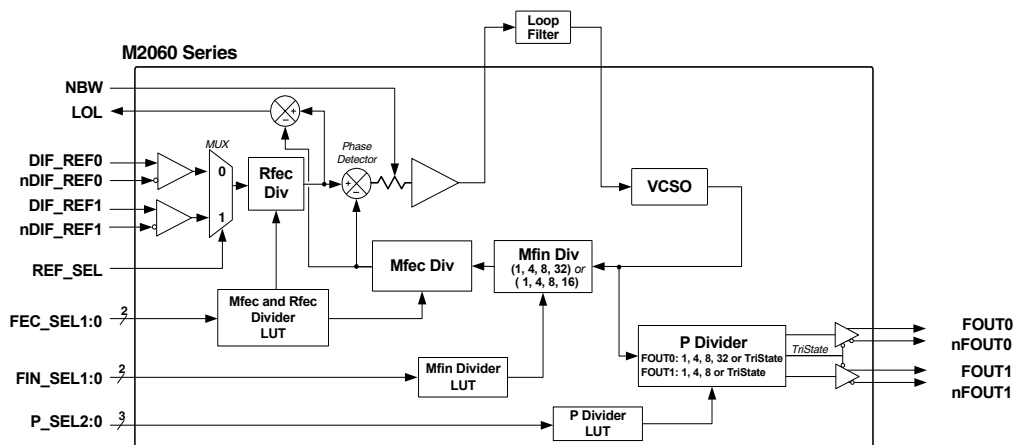 Loop
Filter
M2060 Series
NBW
LOL
MUX
Phase
Detector
DIF_REF0
nDIF_REF0
DIF_REF1
nDIF_REF1
0
1
Rfec
Div
+
−
+
−
VCSO
REF_SEL
Mfec Div
Mfin Div
(1, 4, 8, 32) or
( 1, 4, 8, 16)
FEC_SEL1:0
2
Mfec and Rfec
Divider
LUT
FIN_SEL1:0
2
Mfin Divider
LUT
P Divider
FOUT0: 1, 4, 8, 32 or TriState
FOUT1: 1, 4, 8 or TriState
TriState
FOUT0
nFOUT0
FOUT1
nFOUT1
P_SEL2:0
3
P Divider
LUT